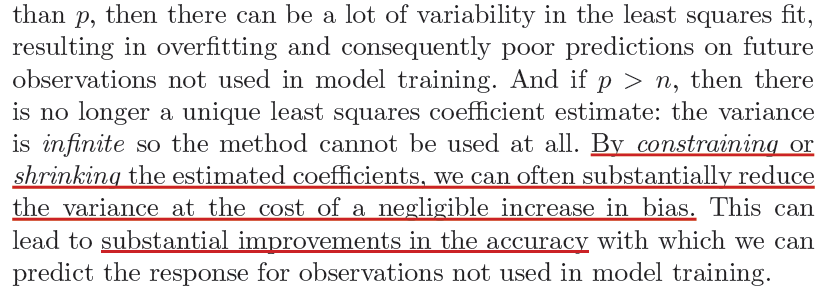 than p, then there can be a lot of variability in the least squares fit,
resulting in overfitting and consequently poor predictions on future
observations not used in model training. And if p > n, then there
is no longer a unique least squares coefficient estimate: the variance
is infinite so the method cannot be used at all. By constraining or
shrinking the estimated coefficients, we can often substantially reduce
the variance at the cost of a negligible increase in bias. This can
lead to substantial improvements in the accuracy with which we can
predict the response for observations not used in model training.